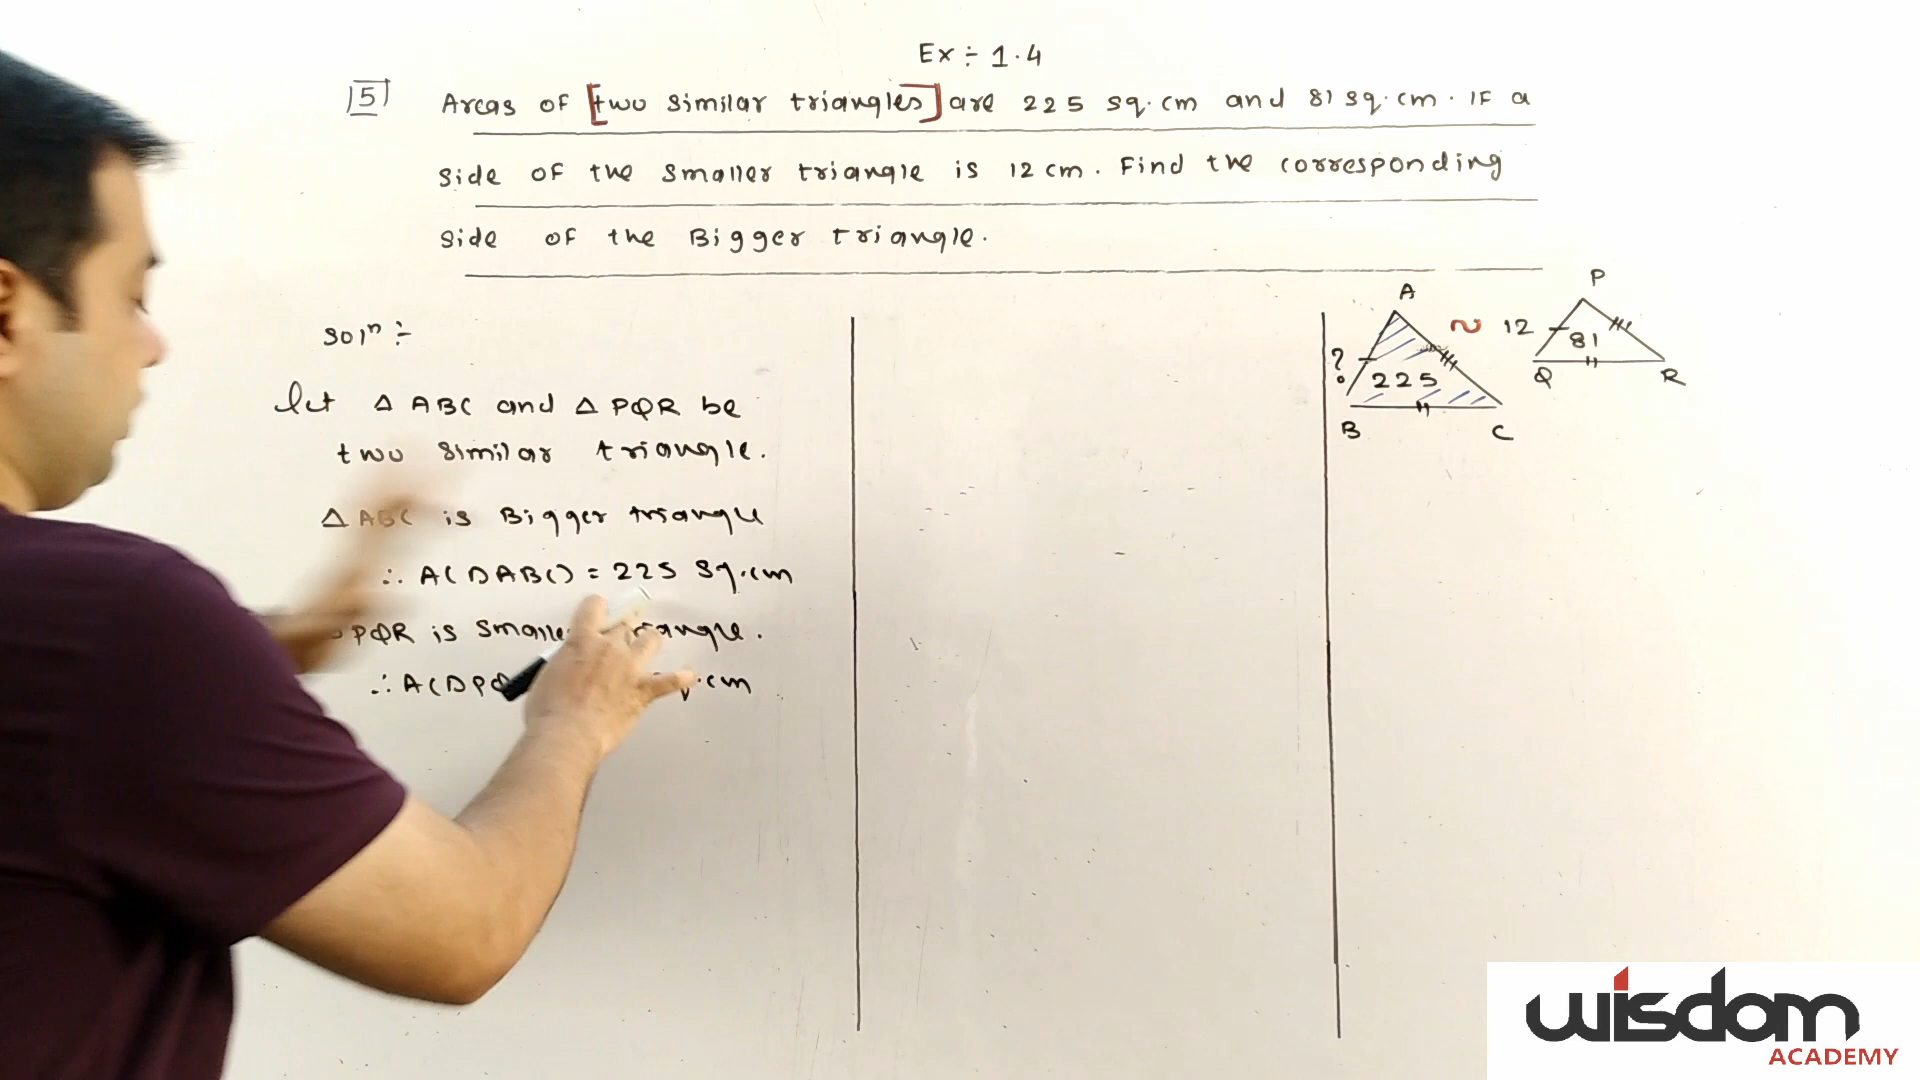 Ex ÷ 1.4
5 Areas of [two similar triangles] are 225 sq.cm and 81 sq.cm. If a
side of the smaller triangle is 12 cm. Find the corresponding
side of the Bigger triangle.
Solⁿ ÷
let △ ABC and △ PQR be
two similar triangle.
△ ABC is Bigger triangle
∴ A(△ABC) = 225 sq.cm
PQR is smaller triangle.
∴ A(△PQ .cm
A
?
225
B
C
~
P
12
81
Q
R
wisdom
ACADEMY